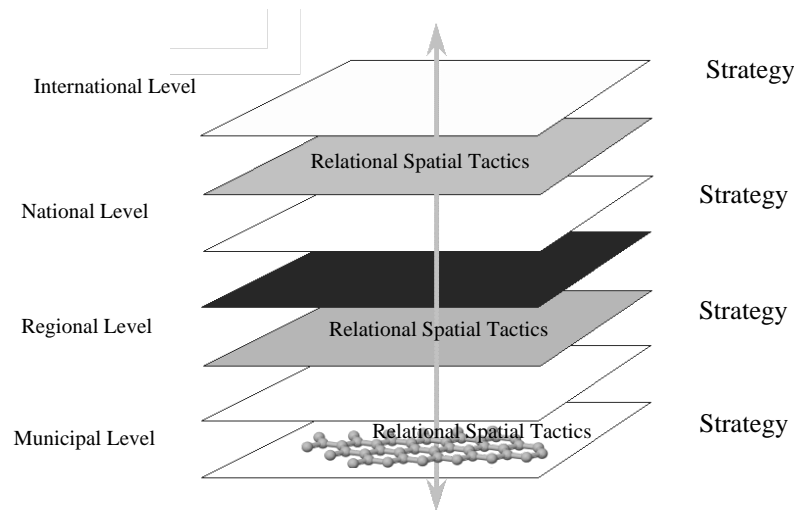 International Level
Strategy
Relational Spatial Tactics
National Level
Strategy
Regional Level
Relational Spatial Tactics
Strategy
Municipal Level
Relational Spatial Tactics
Strategy